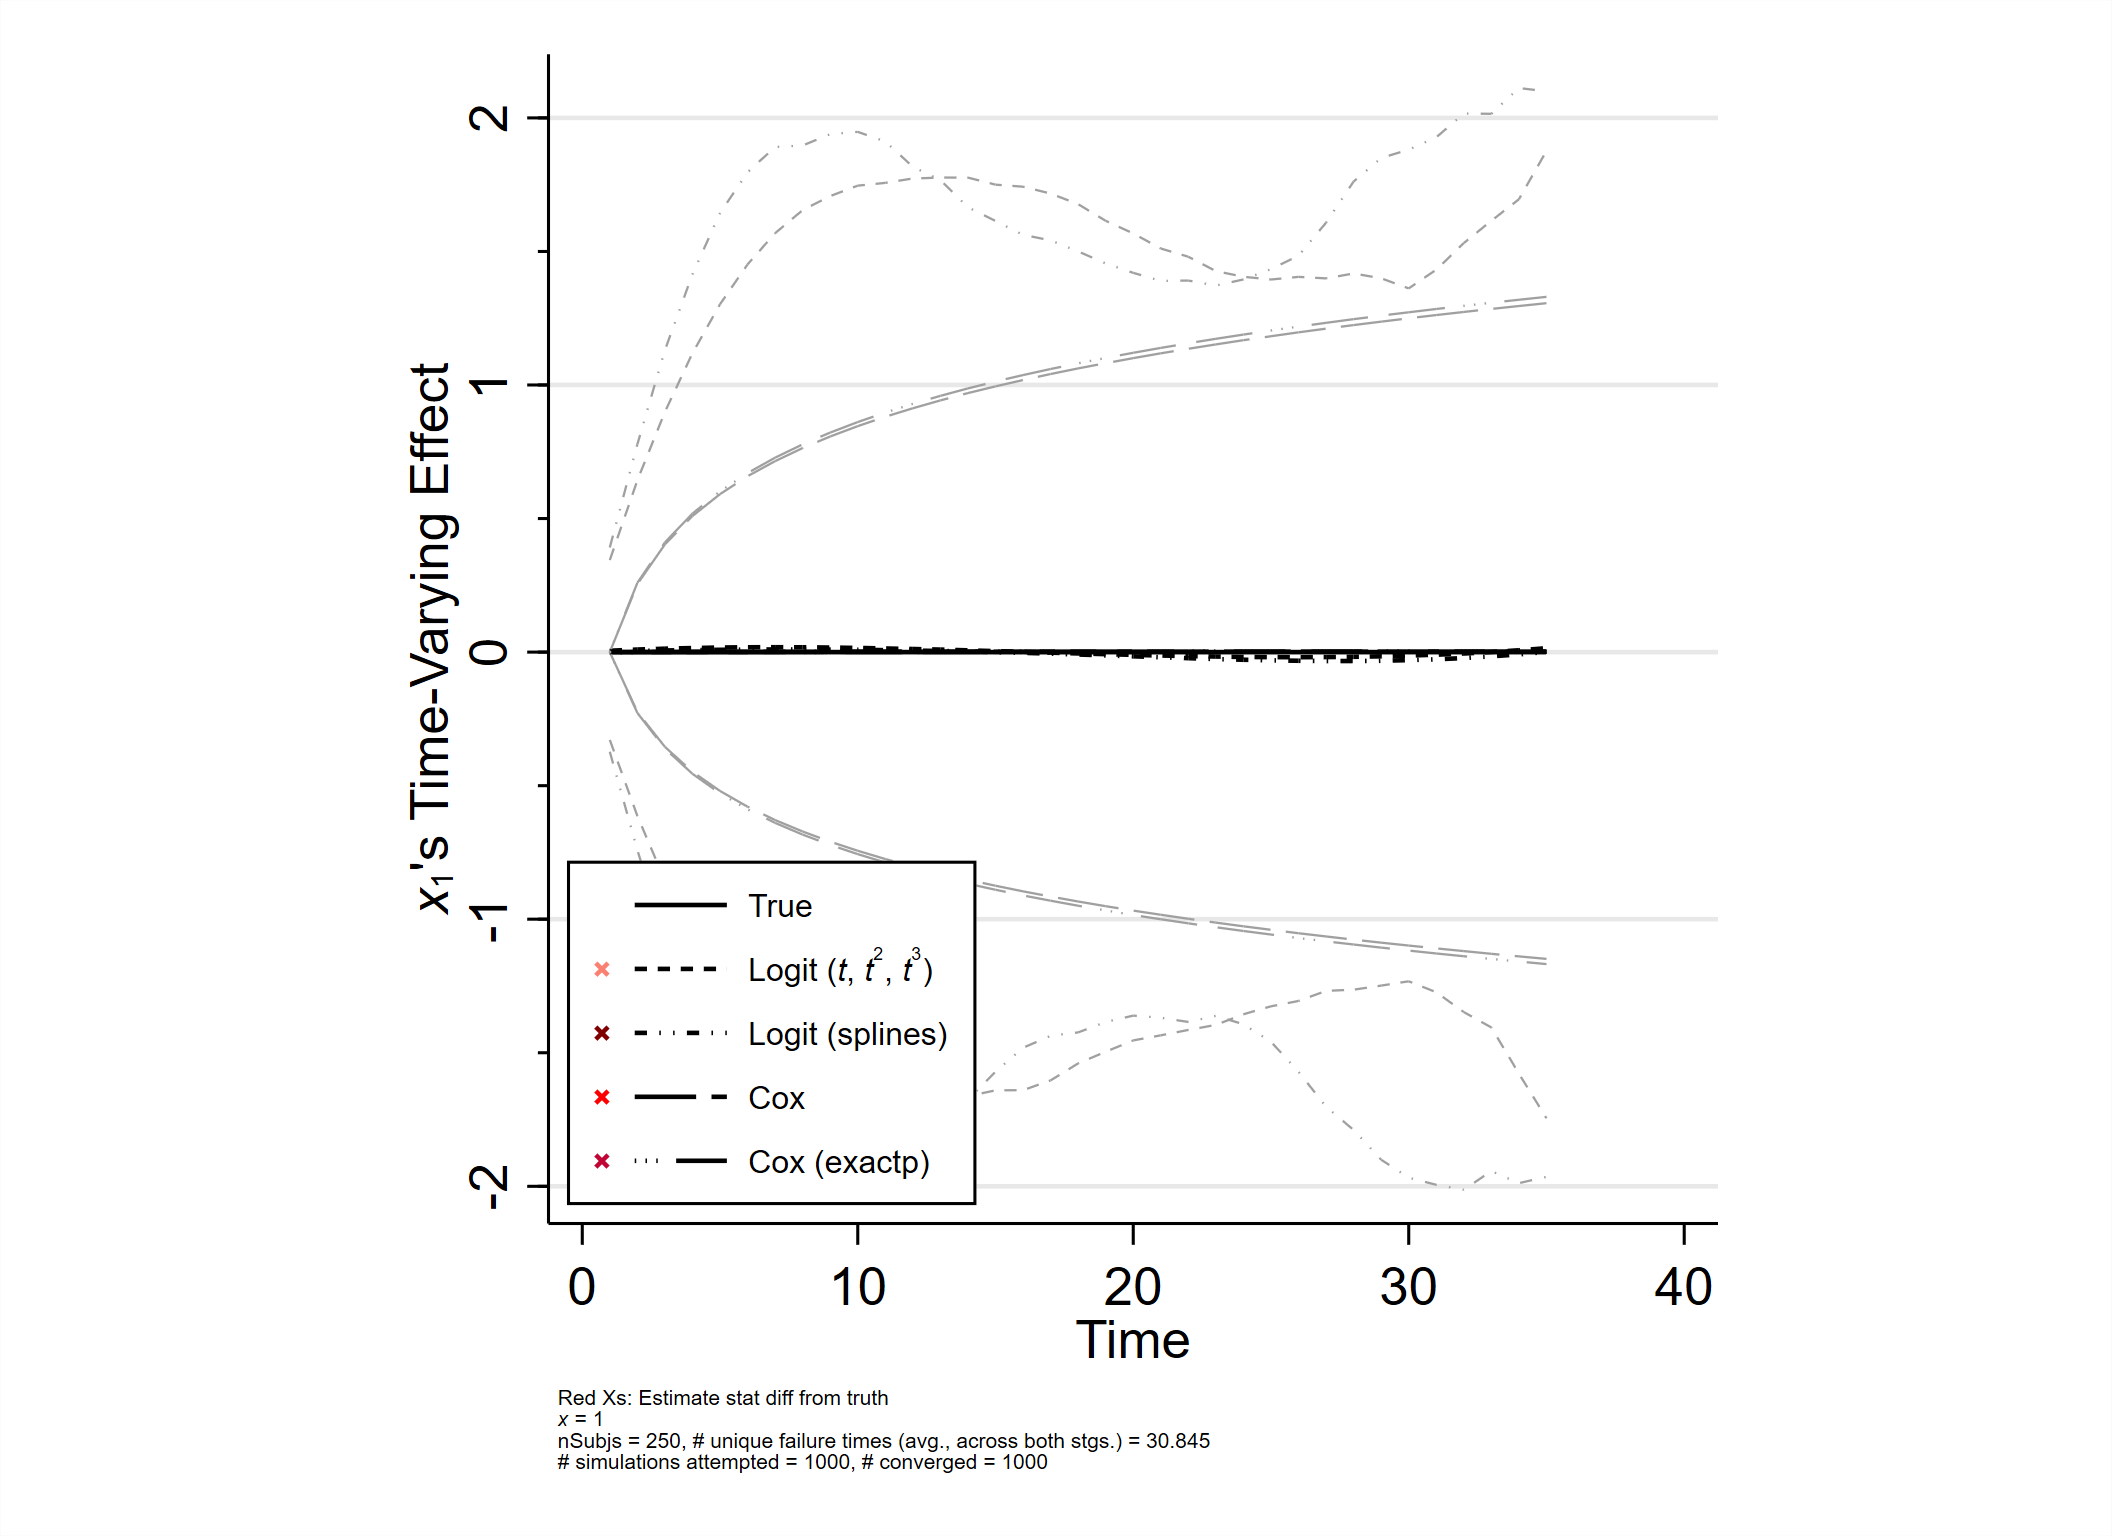 x1's Time-Varying Effect
2
1
0
-1
-2
True
Logit (t, t2, t3)
Logit (splines)
Cox
Cox (exactp)
0 10 20 30 40
Time
Red Xs: Estimate stat diff from truth
x = 1
nSubjs = 250, # unique failure times (avg., across both stgs.) = 30.845
# simulations attempted = 1000, # converged = 1000